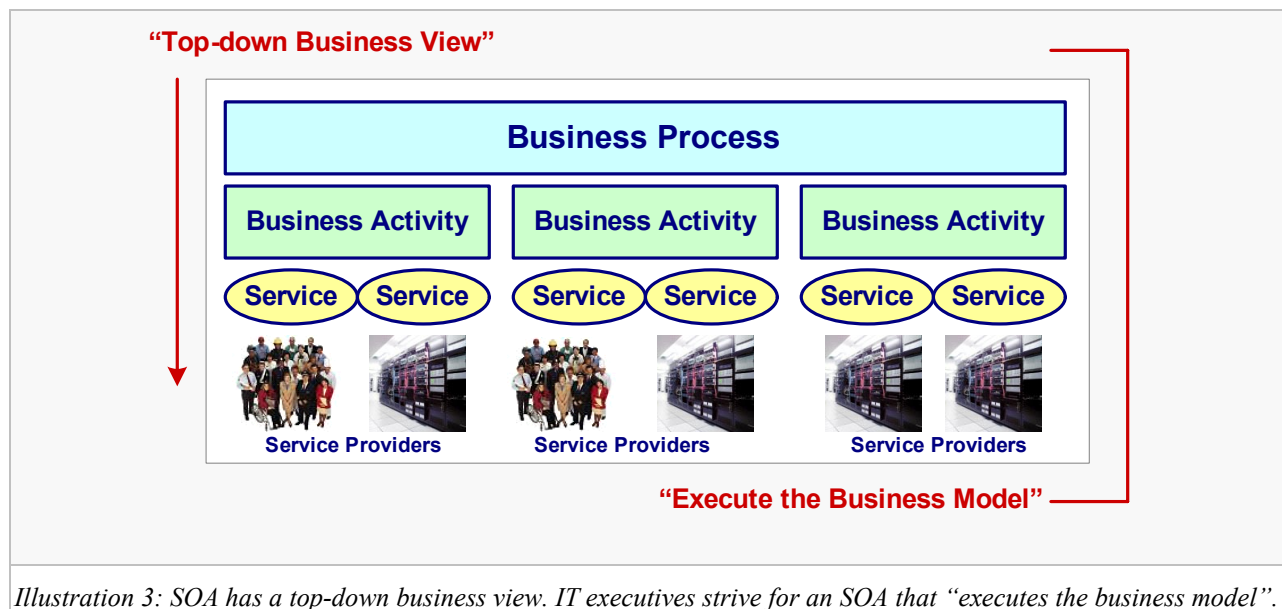 “Top-down Business View”
Business Process
Business Activity Business Activity Business Activity
Service Service Service Service Service Service
Service Providers Service Providers Service Providers
“Execute the Business Model”
Illustration 3: SOA has a top-down business view. IT executives strive for an SOA that “executes the business model”.